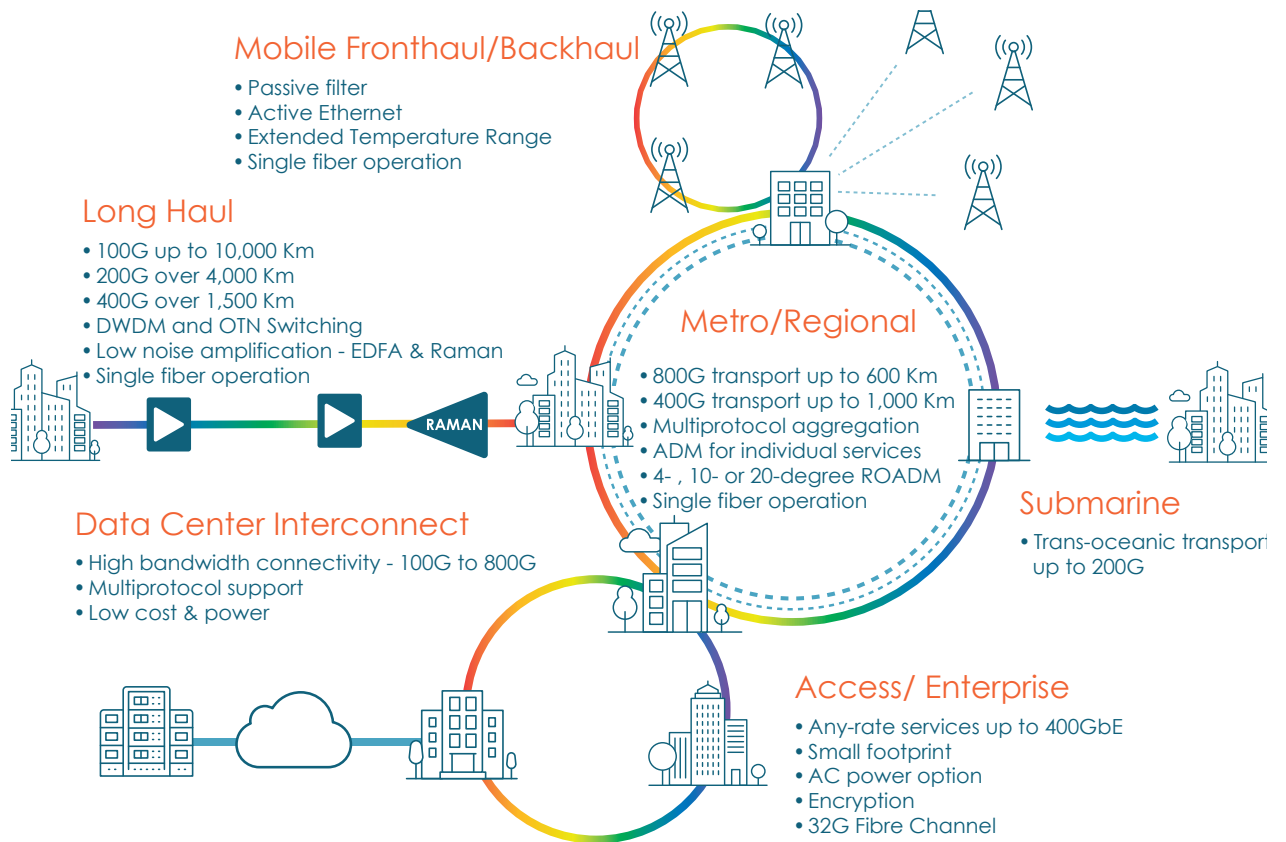 Mobile Fronthaul/Backhaul
• Passive filter
• Active Ethernet
• Extended Temperature Range
• Single fiber operation
Long Haul
• 100G up to 10,000 Km
• 200G over 4,000 Km
• 400G over 1,500 Km
• DWDM and OTN Switching
• Low noise amplification - EDFA & Raman
• Single fiber operation
RAMAN
Metro/Regional
• 800G transport up to 600 Km
• 400G transport up to 1,000 Km
• Multiprotocol aggregation
• ADM for individual services
• 4- , 10- or 20-degree ROADM
• Single fiber operation
Submarine
• Trans-oceanic transport
up to 200G
Data Center Interconnect
• High bandwidth connectivity - 100G to 800G
• Multiprotocol support
• Low cost & power
Access/ Enterprise
• Any-rate services up to 400GbE
• Small footprint
• AC power option
• Encryption
• 32G Fibre Channel